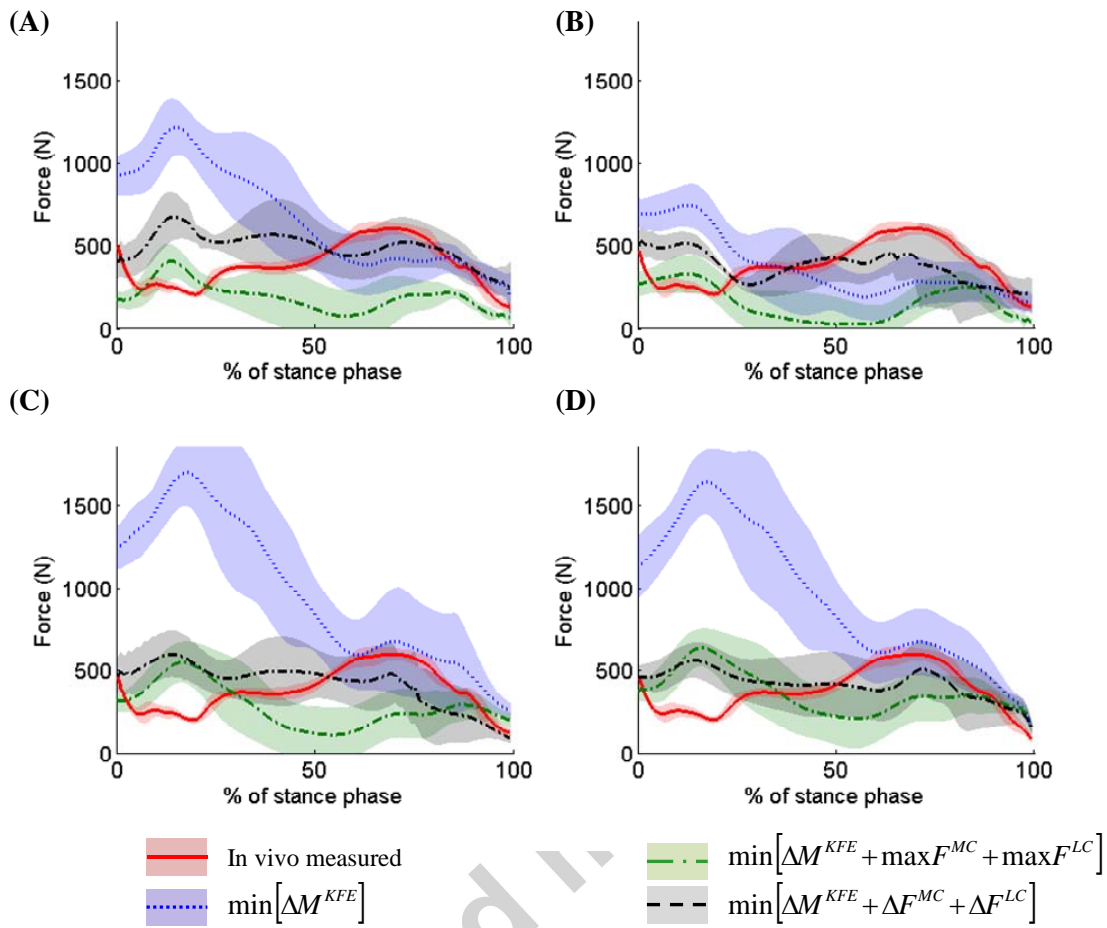 (A)
Force (N)
1500
1000
500
0
0
50
100
% of stance phase
(B)
Force (N)
1500
1000
500
0
0
50
100
% of stance phase
(C)
Force (N)
1500
1000
500
0
0
50
100
% of stance phase
(D)
Force (N)
1500
1000
500
0
0
50
100
% of stance phase
In vivo measured
min[ΔM^{KFE}]
min[ΔM^{KFE} + maxF^{MC} + maxF^{LC}]
min[ΔM^{KFE} + ΔF^{MC} + ΔF^{LC}]